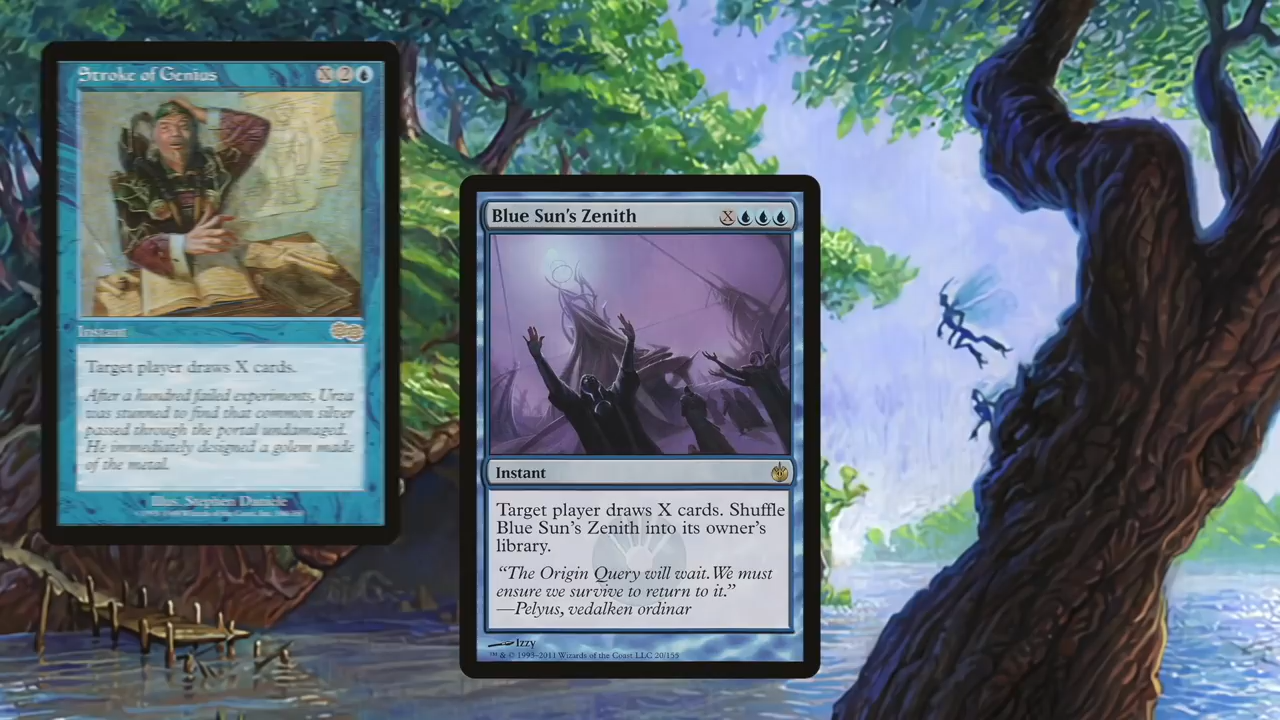 Stroke of Genius X2
Instant
Target player draws X cards.
After a hundred failed experiments, Urza
was stunned to find that common silver
passed through the portal undamaged.
He immediately designed a golem made
of the metal.
Illus. Stephen Daniele
Blue Sun's Zenith X
Instant
Target player draws X cards. Shuffle
Blue Sun's Zenith into its owner's
library.
“The Origin Query will wait. We must
ensure we survive to return to it.”
—Pelyus, vedalken ordinar
Izzy
™ & © 1993–2011 Wizards of the Coast LLC 20/155